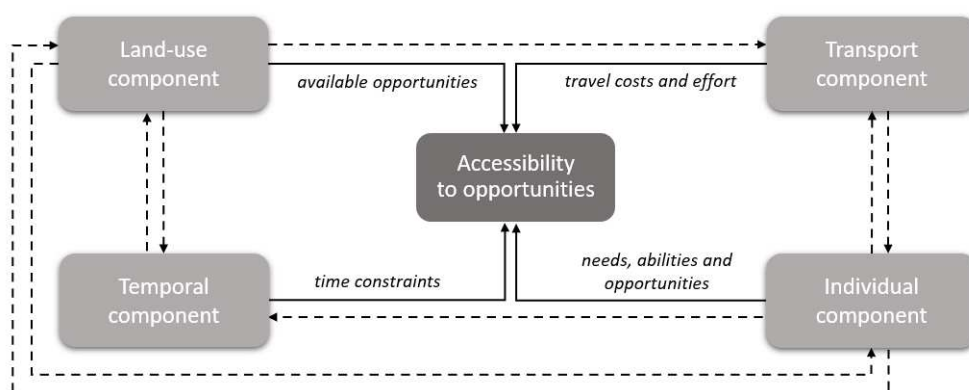 Land-use
component
Transport
component
available opportunities
travel costs and effort
Accessibility
to opportunities
needs, abilities and
opportunities
Temporal
component
time constraints
Individual
component